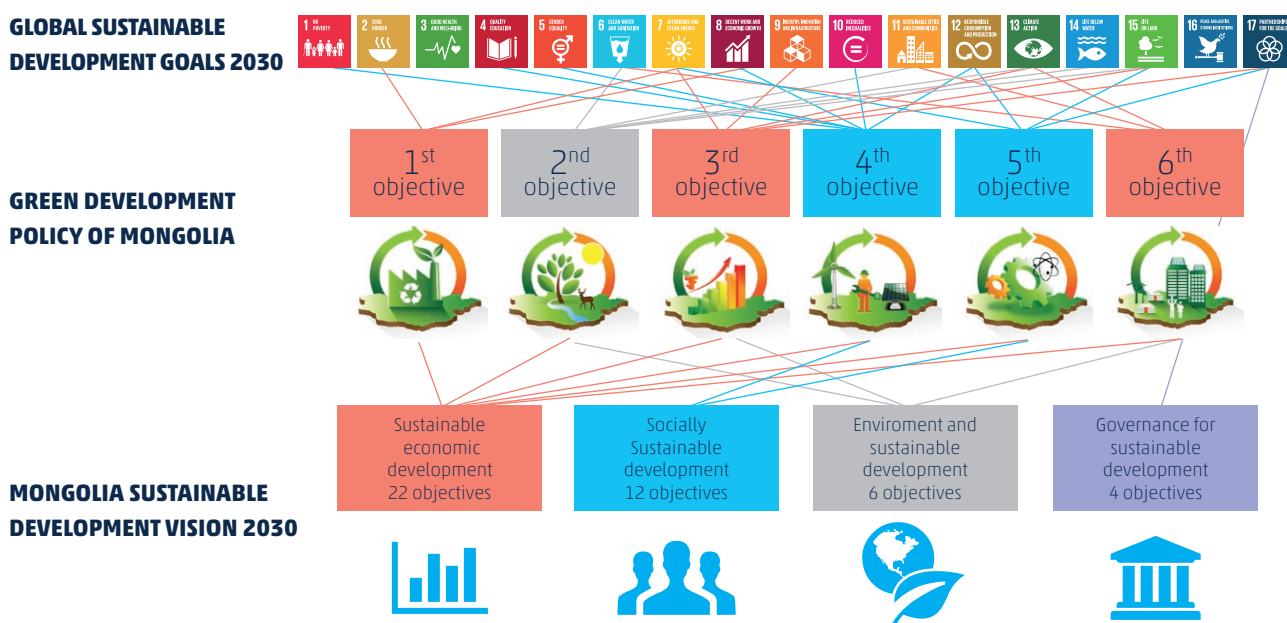 GLOBAL SUSTAINABLE
DEVELOPMENT GOALS 2030
1 NO
POVERTY
2 ZERO
HUNGER
3 GOOD HEALTH
AND WELL-BEING
4 QUALITY
EDUCATION
5 GENDER
EQUALITY
6 CLEAN WATER
AND SANITATION
7 AFFORDABLE AND
CLEAN ENERGY
8 DECENT WORK AND
ECONOMIC GROWTH
9 INDUSTRY, INNOVATION
AND INFRASTRUCTURE
10 REDUCED
INEQUALITIES
11 SUSTAINABLE CITIES
AND COMMUNITIES
12 RESPONSIBLE
CONSUMPTION
AND PRODUCTION
13 CLIMATE
ACTION
14 LIFE BELOW
WATER
15 LIFE
ON LAND
16 PEACE AND JUSTICE
17 PARTNERSHIPS
FOR THE GOALS
GREEN DEVELOPMENT
POLICY OF MONGOLIA
1st
objective
2nd
objective
3rd
objective
4th
objective
5th
objective
6th
objective
MONGOLIA SUSTAINABLE
DEVELOPMENT VISION 2030
Sustainable
economic
development
22 objectives
Socially
Sustainable
development
12 objectives
Enviroment and
sustainable
development
6 objectives
Governance for
sustainable
development
4 objectives